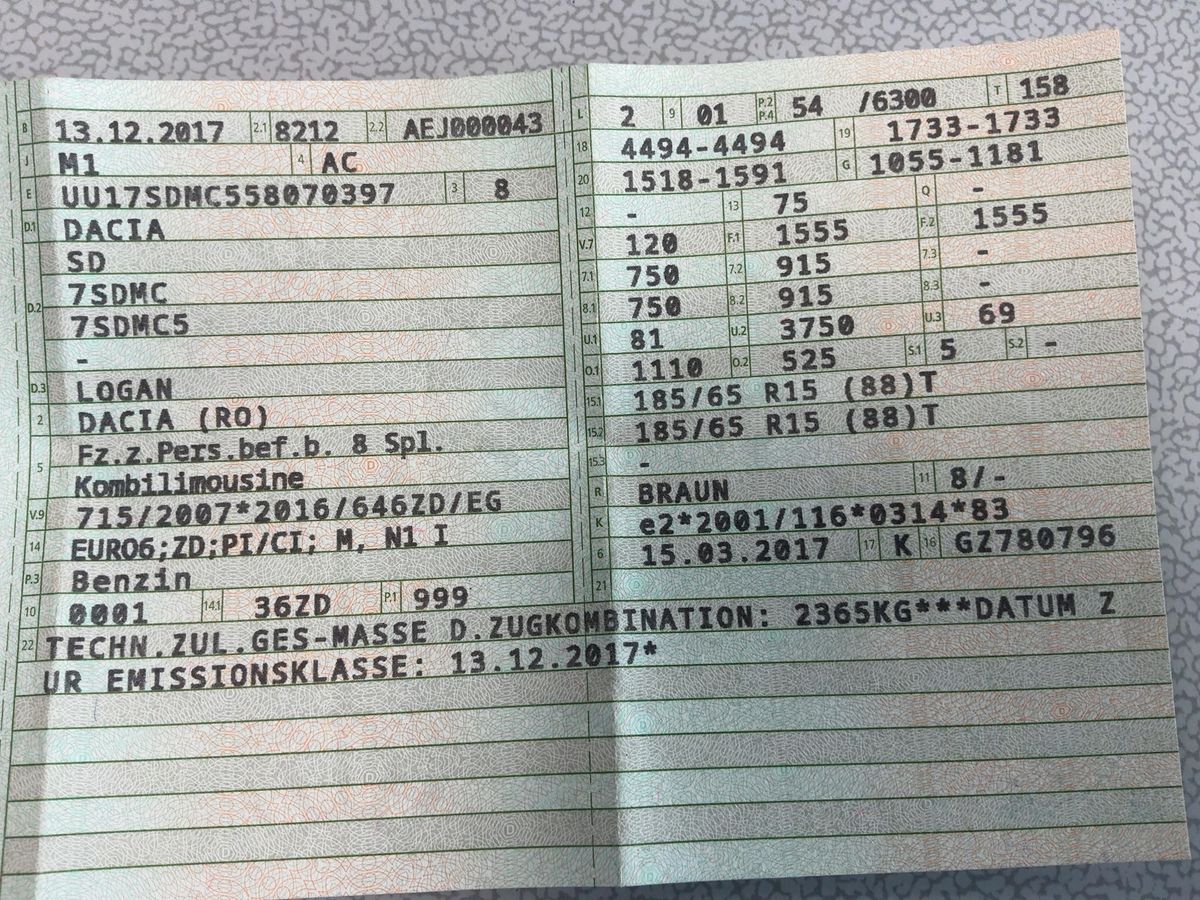 B 13.12.2017 2.1 8212 2.2 AEJ000043
J M1 4 AC
E UU17SDMC558070397 3 8
D.1 DACIA
SD
D.2 7SDMC
7SDMC5
-
D.3 LOGAN
2 DACIA (RO)
5 Fz.z.Pers.bef.b. 8 Spl.
Kombilimousine
V.9 715/2007*2016/646ZD/EG
14 EURO6;ZD;PI/CI; M, N1 I
P.3 Benzin
10 0001 14.1 36ZD P.1 999
L 2 9 01 P.2 P.4 54 /6300 T 158
18 4494-4494 19 1733-1733
20 1518-1591 G 1055-1181
12 - 13 75 Q -
V.7 120 F.1 1555 F.2 1555
7.1 750 7.2 915 7.3 -
8.1 750 8.2 915 8.3 -
U.1 81 U.2 3750 U.3 69
O.1 1110 O.2 525 S.1 5 S.2 -
15.1 185/65 R15 (88)T
15.2 185/65 R15 (88)T
15.3 -
R BRAUN 11 8/-
K e2*2001/116*0314*83
6 15.03.2017 17 K 16 GZ780796
21
22 TECHN.ZUL.GES-MASSE D.ZUGKOMBINATION: 2365KG***DATUM Z
UR EMISSIONSKLASSE: 13.12.2017*